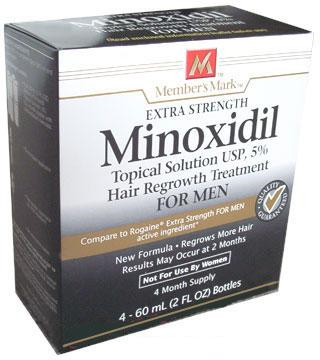 Member's Mark™
EXTRA STRENGTH
Minoxidil
Topical Solution USP, 5%
Hair Regrowth Treatment
FOR MEN
QUALITY
GUARANTEED
Compare to Rogaine® Extra Strength FOR MEN
active ingredient*
New Formula • Regrows More Hair
Results May Occur at 2 Months
Not For Use By Women
4 Month Supply
4 - 60 mL (2 FL OZ) Bottles